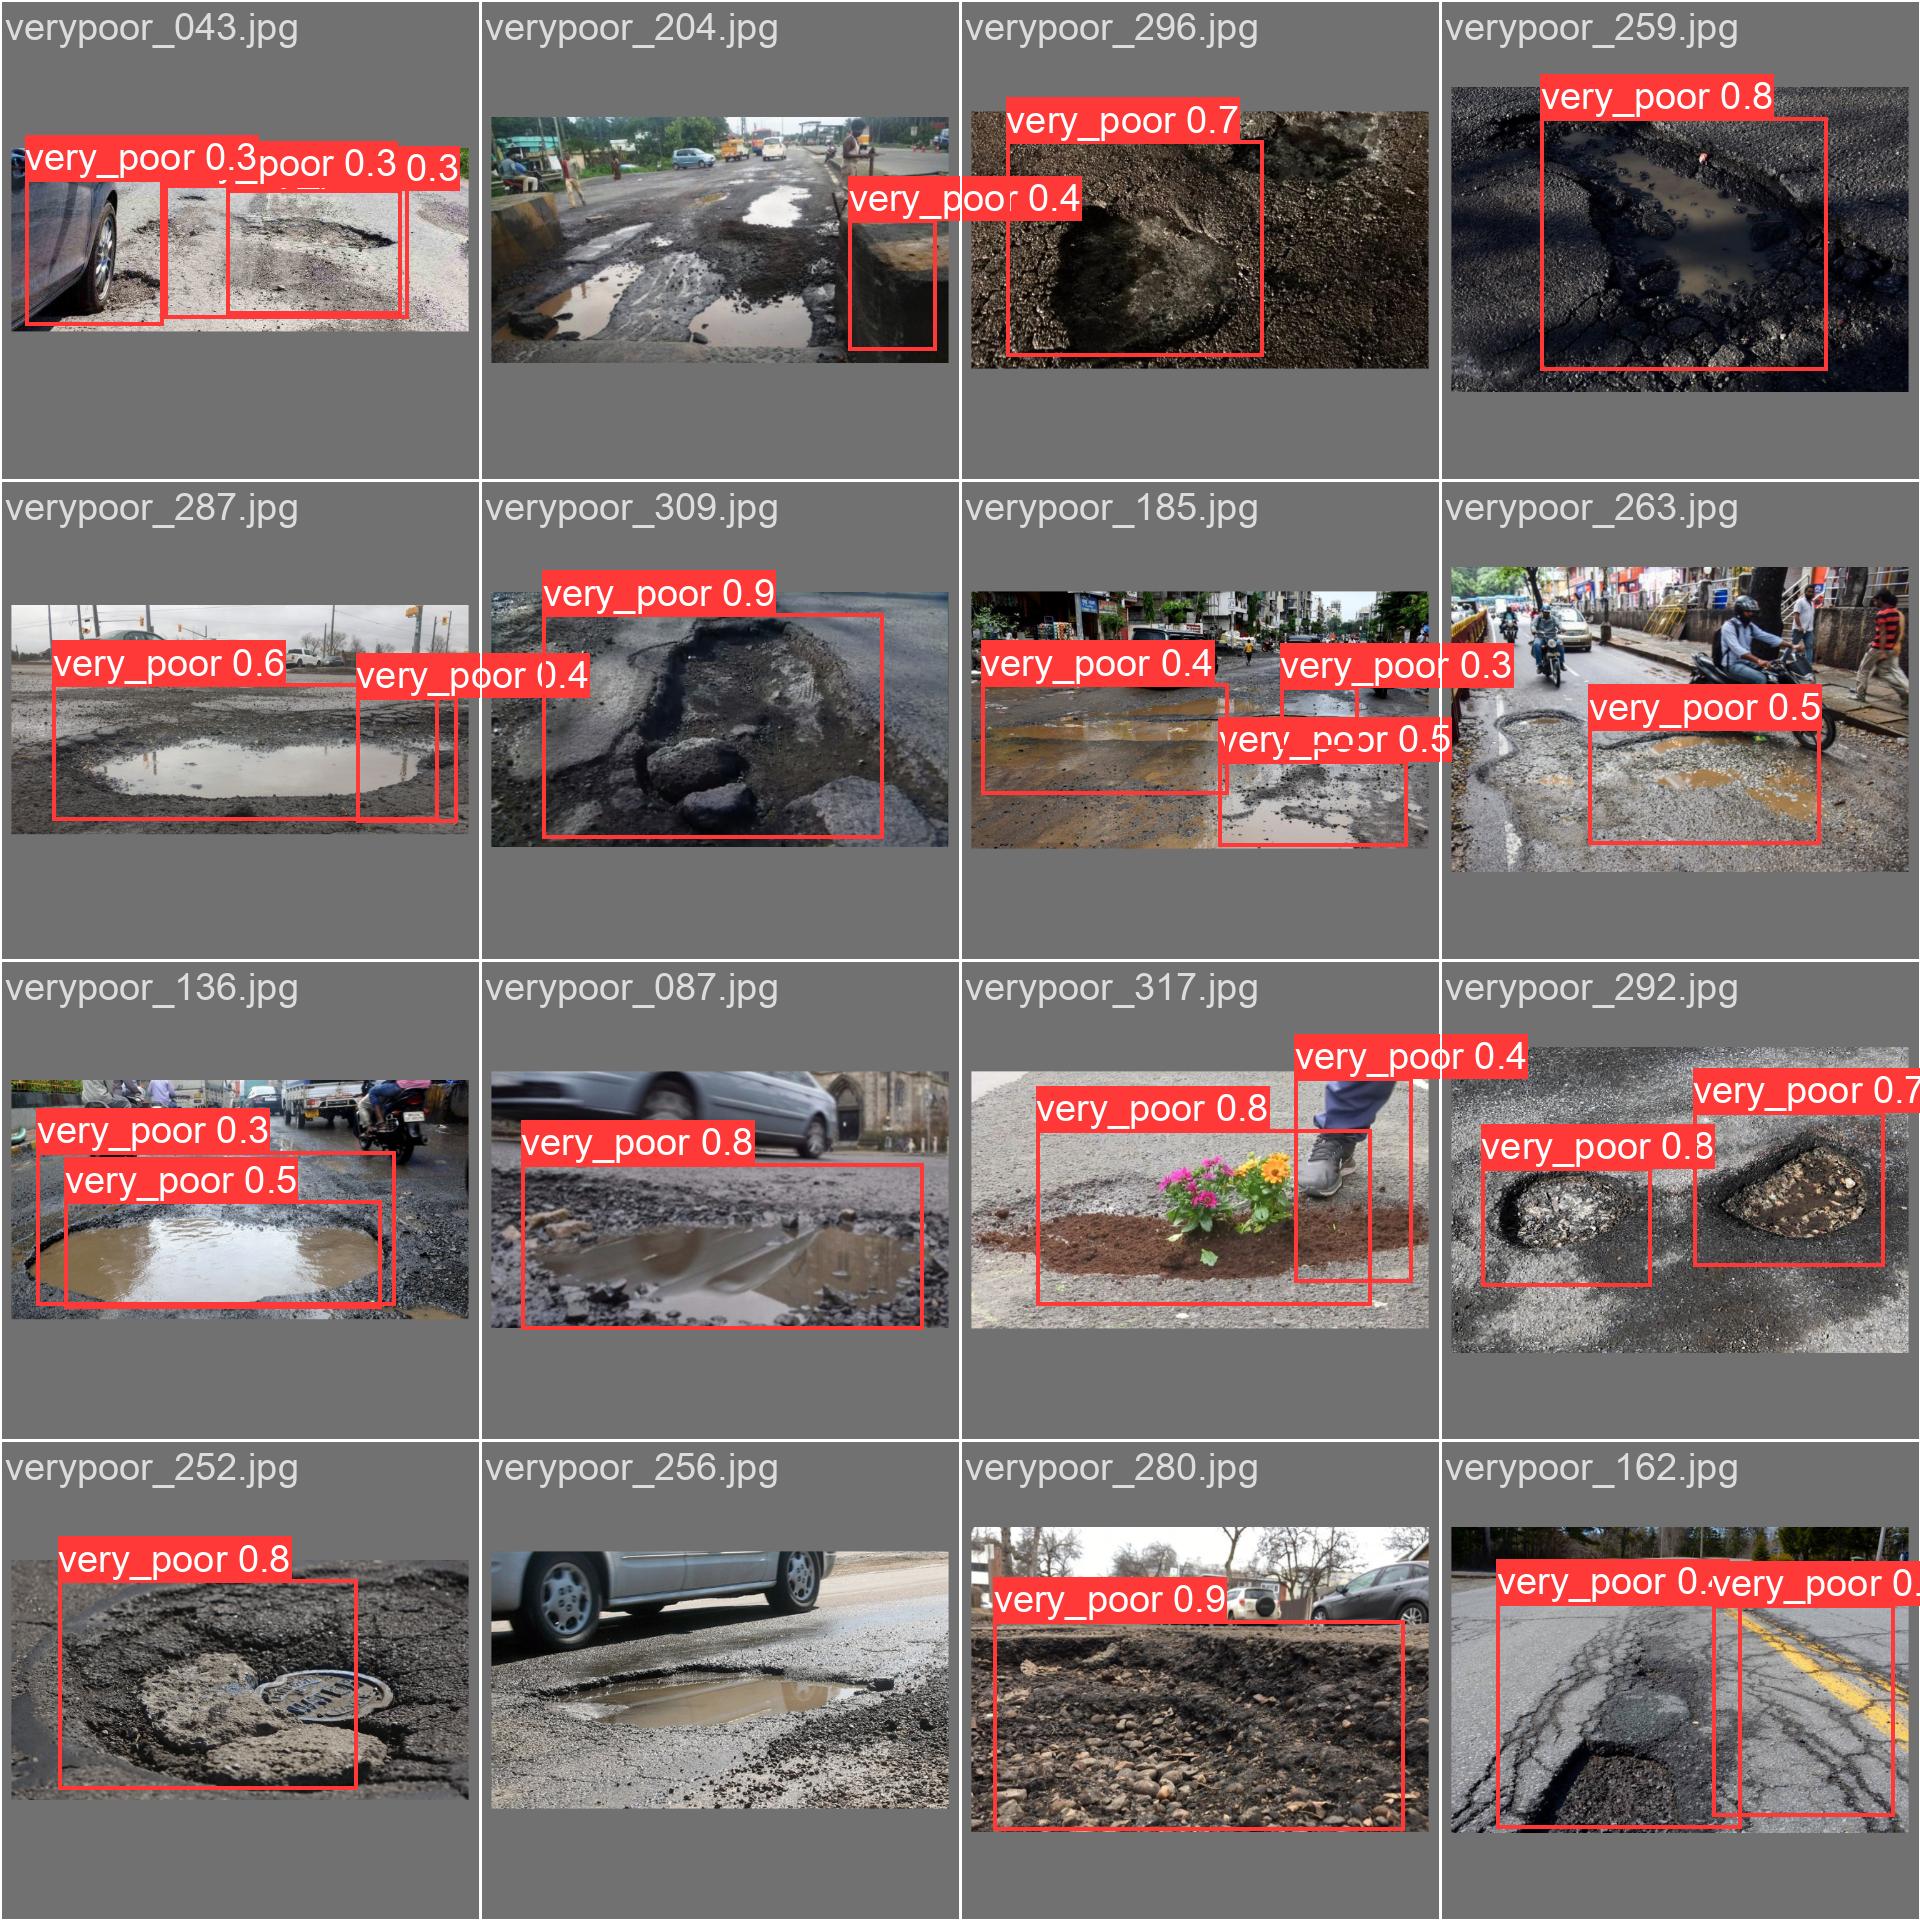 verypoor_043.jpg
verypoor_204.jpg
verypoor_296.jpg
verypoor_259.jpg
very_poor 0.3
poor 0.3
0.3
very_poor 0.4
very_poor 0.7
very_poor 0.8
verypoor_287.jpg
verypoor_309.jpg
verypoor_185.jpg
verypoor_263.jpg
very_poor 0.6
very_poor 0.4
very_poor 0.9
very_poor 0.4
very_poor 0.3
very_poor 0.5
very_poor 0.5
verypoor_136.jpg
verypoor_087.jpg
verypoor_317.jpg
verypoor_292.jpg
very_poor 0.3
very_poor 0.5
very_poor 0.8
very_poor 0.8
very_poor 0.4
very_poor 0.8
very_poor 0.7
verypoor_252.jpg
verypoor_256.jpg
verypoor_280.jpg
verypoor_162.jpg
very_poor 0.8
very_poor 0.9
very_poor 0.
very_poor 0.